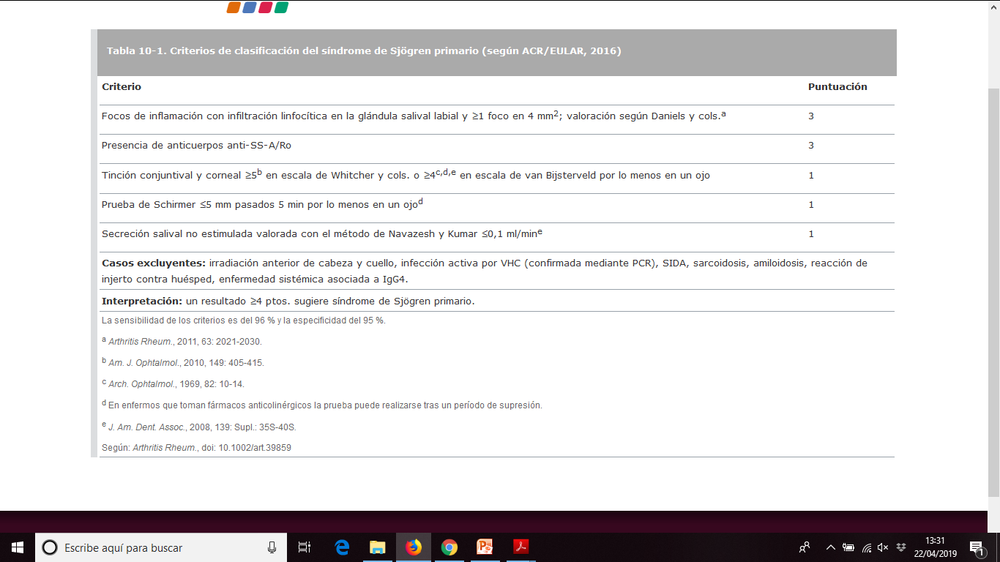 Tabla 10-1. Criterios de clasificación del síndrome de Sjögren primario (según ACR/EULAR, 2016)
Criterio Puntuación
Focos de inflamación con infiltración linfocítica en la glándula salival labial y ≥1 foco en 4 mm2; valoración según Daniels y cols.a 3
Presencia de anticuerpos anti-SS-A/Ro 3
Tinción conjuntival y corneal ≥5b en escala de Whitcher y cols. o ≥4c,d,e en escala de van Bijsterveld por lo menos en un ojo 1
Prueba de Schirmer ≤5 mm pasados 5 min por lo menos en un ojod 1
Secreción salival no estimulada valorada con el método de Navazesh y Kumar ≤0,1 ml/mine 1
Casos excluyentes: irradiación anterior de cabeza y cuello, infección activa por VHC (confirmada mediante PCR), SIDA, sarcoidosis, amiloidosis, reacción de
injerto contra huésped, enfermedad sistémica asociada a IgG4.
Interpretación: un resultado ≥4 ptos. sugiere síndrome de Sjögren primario.
La sensibilidad de los criterios es del 96 % y la especificidad del 95 %.
a Arthritis Rheum., 2011, 63: 2021-2030.
b Am. J. Ophtalmol., 2010, 149: 405-415.
c Arch. Ophtalmol., 1969, 82: 10-14.
d En enfermos que toman fármacos anticolinérgicos la prueba puede realizarse tras un período de supresión.
e J. Am. Dent. Assoc., 2008, 139: Supl.: 35S-40S.
Según: Arthritis Rheum., doi: 10.1002/art.39859
Escribe aquí para buscar
13:31
22/04/2019
1